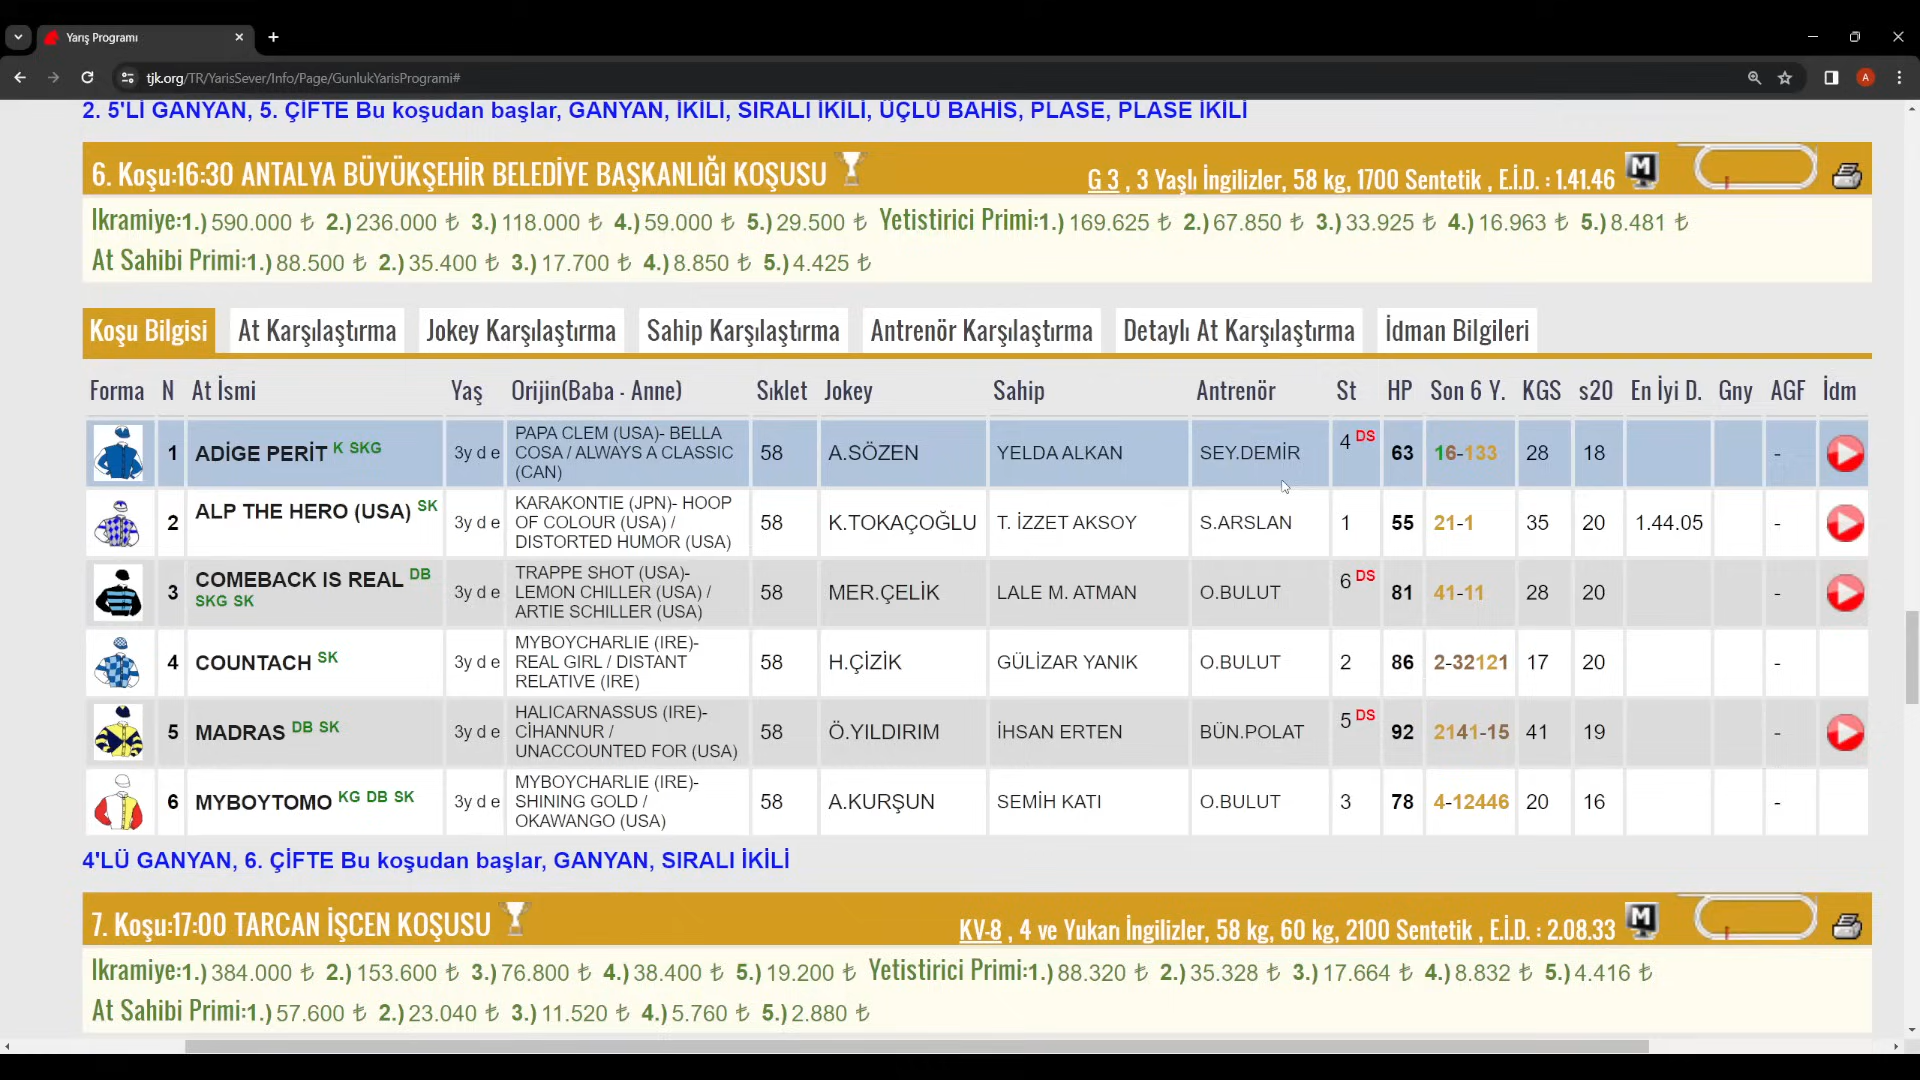 Yarış Programı
tjk.org/TR/YarisSever/Info/Page/GunlukYarisProgrami#
A
2. 5'Lİ GANYAN, 5. ÇİFTE Bu koşudan başlar, GANYAN, İKİLİ, SIRALI İKİLİ, ÜÇLÜ BAHİS, PLASE, PLASE İKİLİ
6. Koşu:16:30 ANTALYA BÜYÜKŞEHİR BELEDİYE BAŞKANLIĞI KOŞUSU G 3 , 3 Yaşlı İngilizler, 58 kg, 1700 Sentetik , E.İ.D. : 1.41.46 M
Ikramiye:1.) 590.000 ₺ 2.) 236.000 ₺ 3.) 118.000 ₺ 4.) 59.000 ₺ 5.) 29.500 ₺ Yetistirici Primi:1.) 169.625 ₺ 2.) 67.850 ₺ 3.) 33.925 ₺ 4.) 16.963 ₺ 5.) 8.481 ₺
At Sahibi Primi:1.) 88.500 ₺ 2.) 35.400 ₺ 3.) 17.700 ₺ 4.) 8.850 ₺ 5.) 4.425 ₺
Koşu Bilgisi At Karşılaştırma Jokey Karşılaştırma Sahip Karşılaştırma Antrenör Karşılaştırma Detaylı At Karşılaştırma İdman Bilgileri
Forma N At İsmi Yaş Orijin(Baba - Anne) Sıklet Jokey Sahip Antrenör St HP Son 6 Y. KGS s20 En İyi D. Gny AGF İdm
1 ADİGE PERİT K SKG 3y d e PAPA CLEM (USA)- BELLA COSA / ALWAYS A CLASSIC (CAN) 58 A.SÖZEN YELDA ALKAN SEY.DEMİR 4 DS 63 16-133 28 18 -
2 ALP THE HERO (USA) SK 3y d e KARAKONTIE (JPN)- HOOP OF COLOUR (USA) / DISTORTED HUMOR (USA) 58 K.TOKAÇOĞLU T. İZZET AKSOY S.ARSLAN 1 55 21-1 35 20 1.44.05 -
3 COMEBACK IS REAL DB SKG SK 3y d e TRAPPE SHOT (USA)- LEMON CHILLER (USA) / ARTIE SCHILLER (USA) 58 MER.ÇELİK LALE M. ATMAN O.BULUT 6 DS 81 41-11 28 20 -
4 COUNTACH SK 3y d e MYBOYCHARLIE (IRE)- REAL GIRL / DISTANT RELATIVE (IRE) 58 H.ÇİZİK GÜLİZAR YANIK O.BULUT 2 86 2-32121 17 20 -
5 MADRAS DB SK 3y d e HALICARNASSUS (IRE)- CİHANNUR / UNACCOUNTED FOR (USA) 58 Ö.YILDIRIM İHSAN ERTEN BÜN.POLAT 5 DS 92 2141-15 41 19 -
6 MYBOYTOMO KG DB SK 3y d e MYBOYCHARLIE (IRE)- SHINING GOLD / OKAWANGO (USA) 58 A.KURŞUN SEMİH KATI O.BULUT 3 78 4-12446 20 16 -
4'LÜ GANYAN, 6. ÇİFTE Bu koşudan başlar, GANYAN, SIRALI İKİLİ
7. Koşu:17:00 TARCAN İŞCEN KOŞUSU KV-8 , 4 ve Yukarı İngilizler, 58 kg, 60 kg, 2100 Sentetik , E.İ.D. : 2.08.33 M
Ikramiye:1.) 384.000 ₺ 2.) 153.600 ₺ 3.) 76.800 ₺ 4.) 38.400 ₺ 5.) 19.200 ₺ Yetistirici Primi:1.) 88.320 ₺ 2.) 35.328 ₺ 3.) 17.664 ₺ 4.) 8.832 ₺ 5.) 4.416 ₺
At Sahibi Primi:1.) 57.600 ₺ 2.) 23.040 ₺ 3.) 11.520 ₺ 4.) 5.760 ₺ 5.) 2.880 ₺